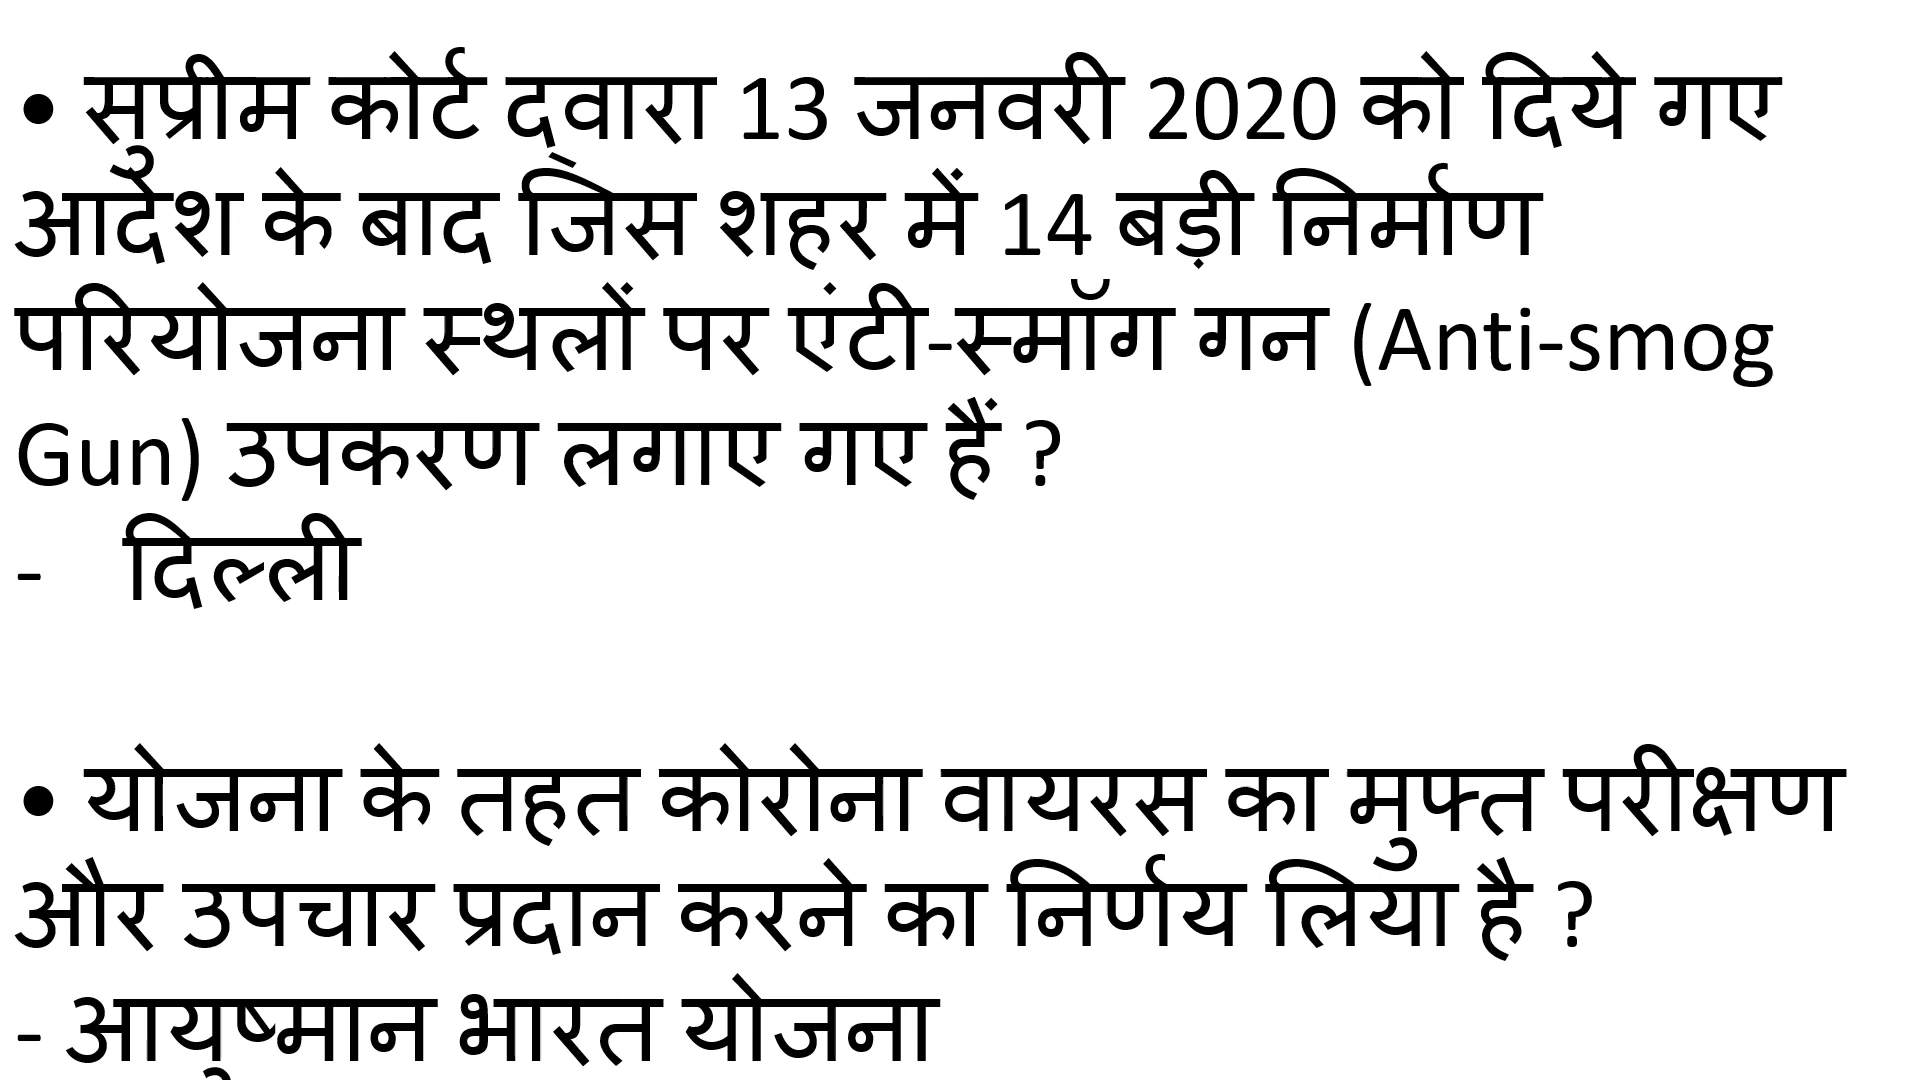 • सुप्रीम कोर्ट द्वारा 13 जनवरी 2020 को दिये गए
आदेश के बाद जिस शहर में 14 बड़ी निर्माण
परियोजना स्थलों पर एंटी-स्मॉग गन (Anti-smog
Gun) उपकरण लगाए गए हैं ?
- दिल्ली
• योजना के तहत कोरोना वायरस का मुफ्त परीक्षण
और उपचार प्रदान करने का निर्णय लिया है ?
- आयुष्मान भारत योजना